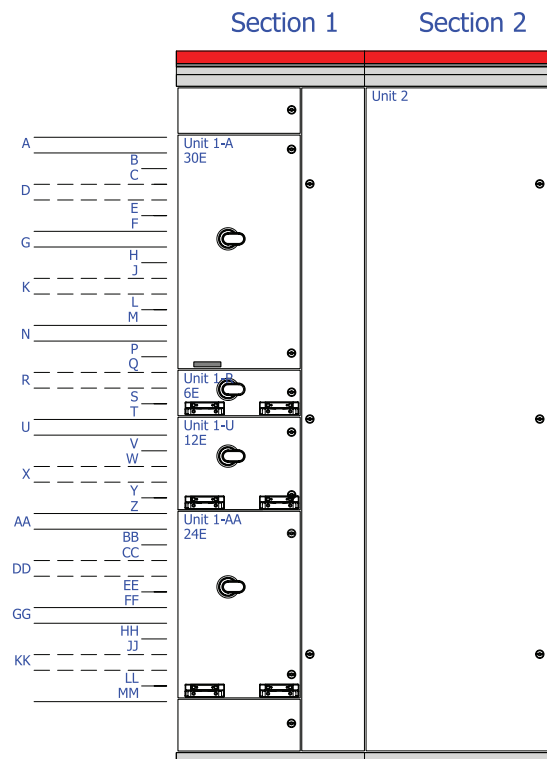 Section 1
Section 2
Unit 2
A
B
C
D
E
F
G
H
J
K
L
M
N
P
Q
R
S
T
U
V
W
X
Y
Z
AA
BB
CC
DD
EE
FF
GG
HH
JJ
KK
LL
MM
Unit 1-A
30E
Unit 1-R
6E
Unit 1-U
12E
Unit 1-AA
24E